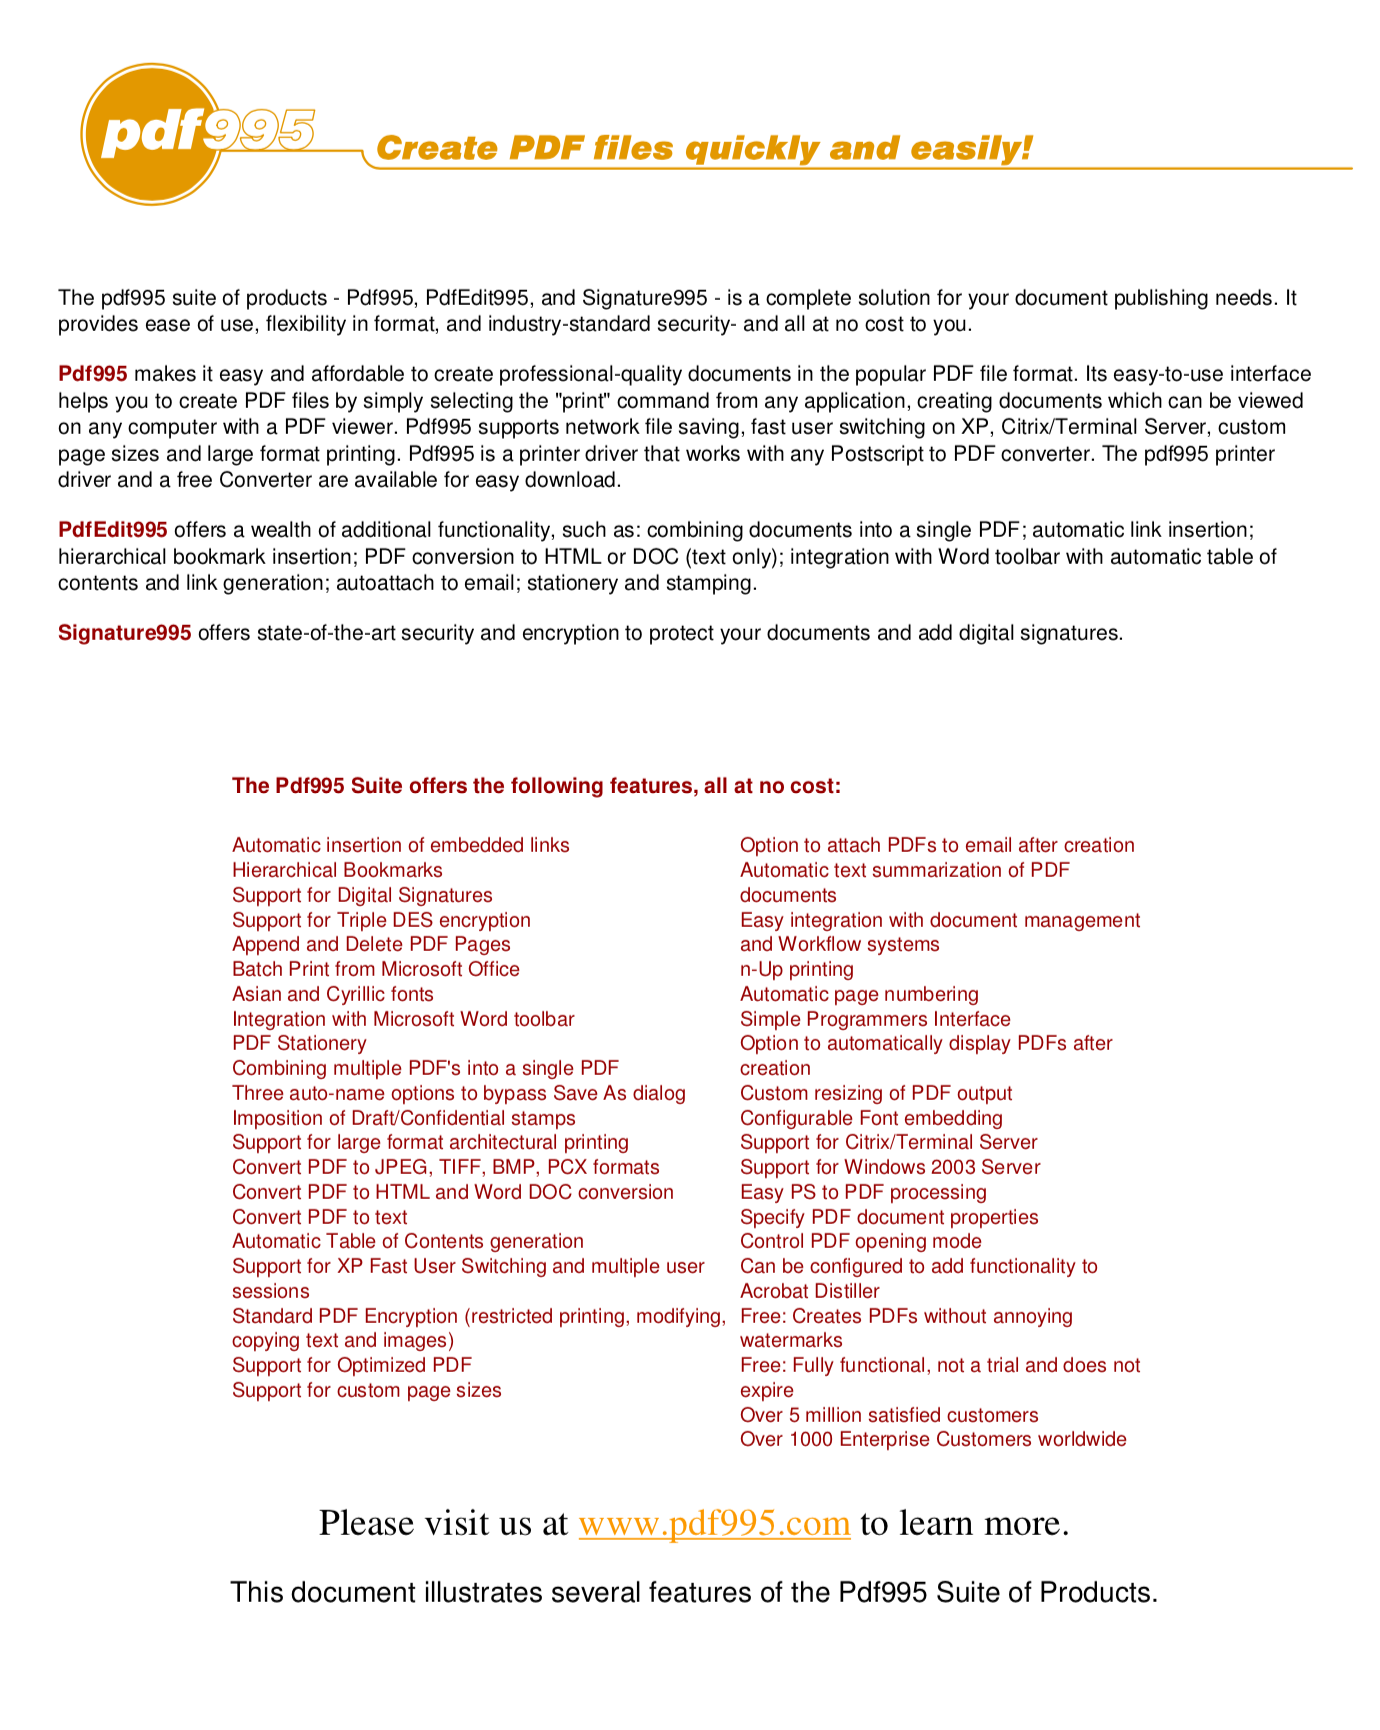 pdf995
Create PDF files quickly and easily!
The pdf995 suite of products - Pdf995, PdfEdit995, and Signature995 - is a complete solution for your document publishing needs. It
provides ease of use, flexibility in format, and industry-standard security- and all at no cost to you.
Pdf995 makes it easy and affordable to create professional-quality documents in the popular PDF file format. Its easy-to-use interface
helps you to create PDF files by simply selecting the "print" command from any application, creating documents which can be viewed
on any computer with a PDF viewer. Pdf995 supports network file saving, fast user switching on XP, Citrix/Terminal Server, custom
page sizes and large format printing. Pdf995 is a printer driver that works with any Postscript to PDF converter. The pdf995 printer
driver and a free Converter are available for easy download.
PdfEdit995 offers a wealth of additional functionality, such as: combining documents into a single PDF; automatic link insertion;
hierarchical bookmark insertion; PDF conversion to HTML or DOC (text only); integration with Word toolbar with automatic table of
contents and link generation; autoattach to email; stationery and stamping.
Signature995 offers state-of-the-art security and encryption to protect your documents and add digital signatures.
The Pdf995 Suite offers the following features, all at no cost:
Automatic insertion of embedded links
Hierarchical Bookmarks
Support for Digital Signatures
Support for Triple DES encryption
Append and Delete PDF Pages
Batch Print from Microsoft Office
Asian and Cyrillic fonts
Integration with Microsoft Word toolbar
PDF Stationery
Combining multiple PDF's into a single PDF
Three auto-name options to bypass Save As dialog
Imposition of Draft/Confidential stamps
Support for large format architectural printing
Convert PDF to JPEG, TIFF, BMP, PCX formats
Convert PDF to HTML and Word DOC conversion
Convert PDF to text
Automatic Table of Contents generation
Support for XP Fast User Switching and multiple user
sessions
Standard PDF Encryption (restricted printing, modifying,
copying text and images)
Support for Optimized PDF
Support for custom page sizes
Option to attach PDFs to email after creation
Automatic text summarization of PDF
documents
Easy integration with document management
and Workflow systems
n-Up printing
Automatic page numbering
Simple Programmers Interface
Option to automatically display PDFs after
creation
Custom resizing of PDF output
Configurable Font embedding
Support for Citrix/Terminal Server
Support for Windows 2003 Server
Easy PS to PDF processing
Specify PDF document properties
Control PDF opening mode
Can be configured to add functionality to
Acrobat Distiller
Free: Creates PDFs without annoying
watermarks
Free: Fully functional, not a trial and does not
expire
Over 5 million satisfied customers
Over 1000 Enterprise Customers worldwide
Please visit us at www.pdf995.com to learn more.
This document illustrates several features of the Pdf995 Suite of Products.